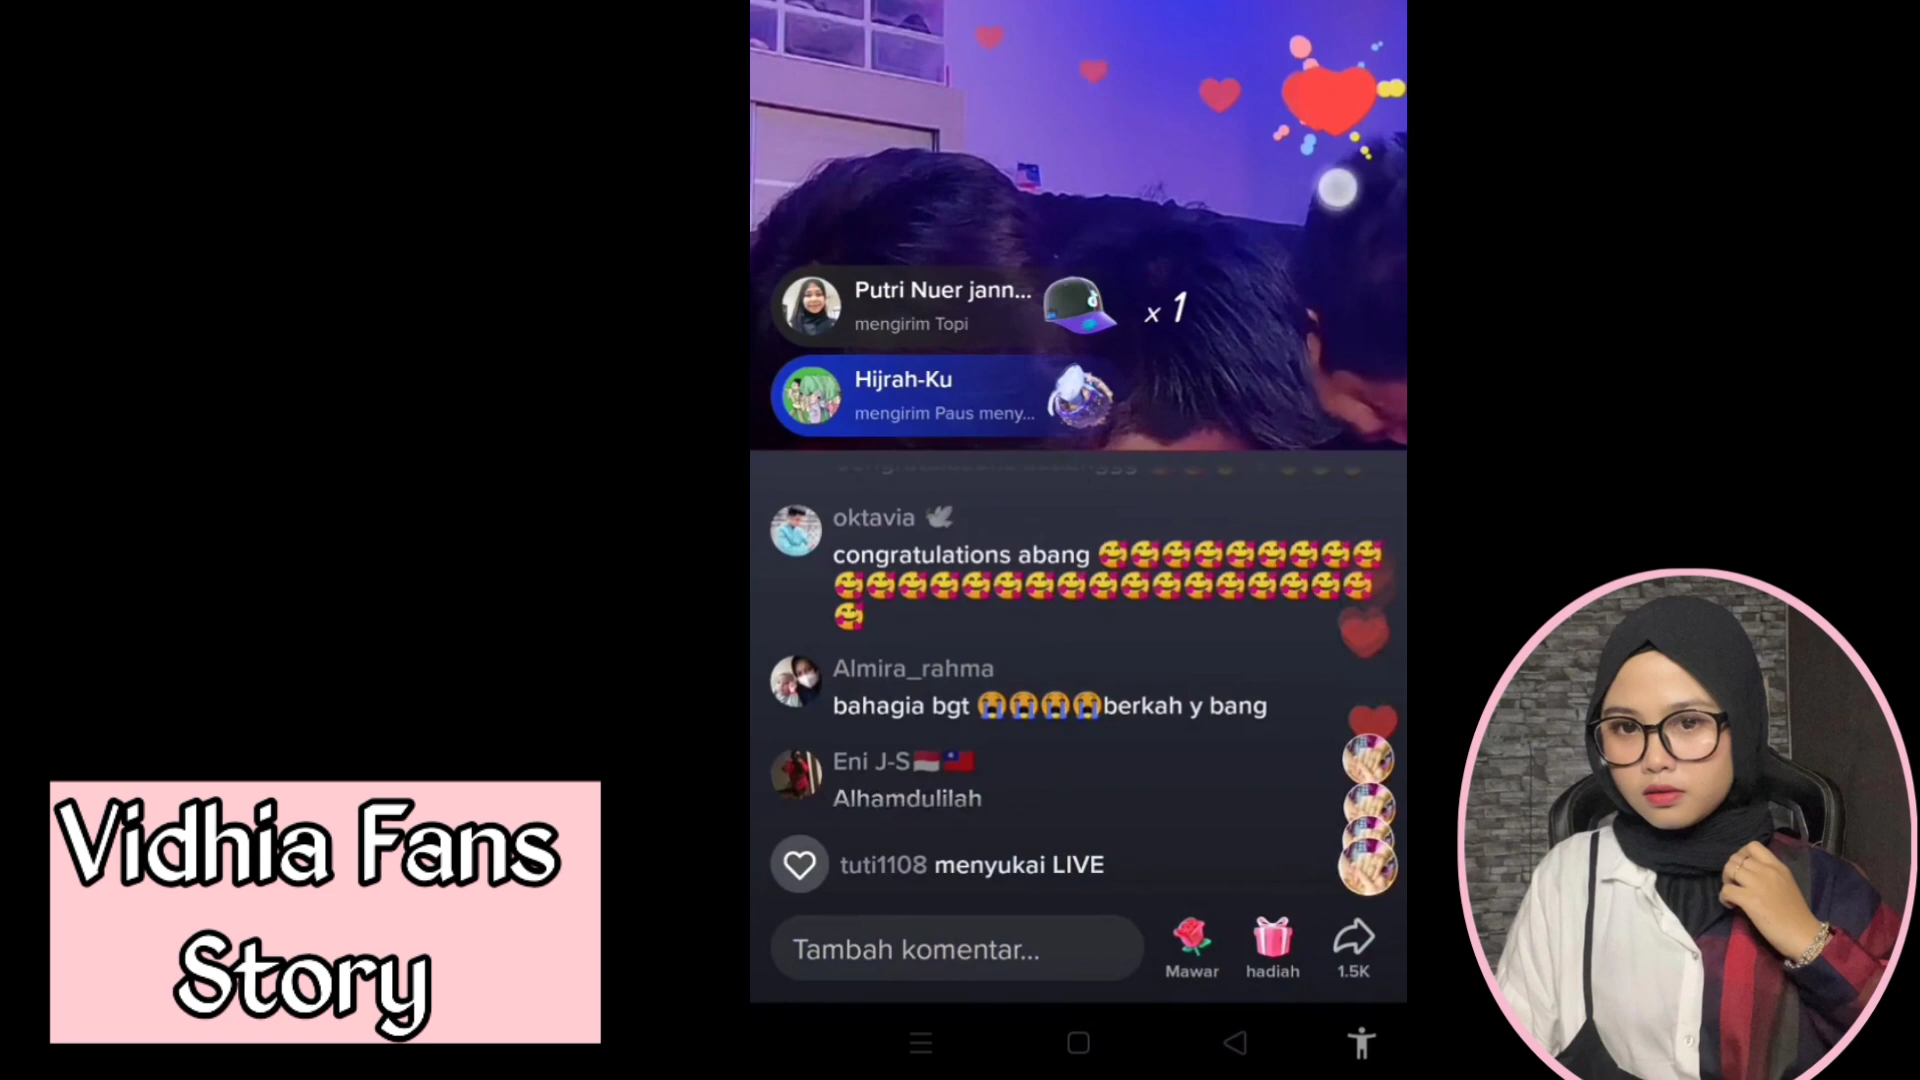 Putri Nuer jann...
mengirim Topi
x 1
Hijrah-Ku
mengirim Paus meny...
oktavia 🕊
congratulations abang 🥰🥰🥰🥰🥰🥰🥰🥰🥰
🥰🥰🥰🥰🥰🥰🥰🥰🥰🥰🥰🥰🥰🥰🥰🥰🥰
🥰
Almira_rahma
bahagia bgt 😭😭😭😭berkah y bang
Eni J-S🇮🇩🇹🇼
Alhamdulilah
tuti1108 menyukai LIVE
Tambah komentar...
Mawar
hadiah
1.5K
Vidhia Fans
Story